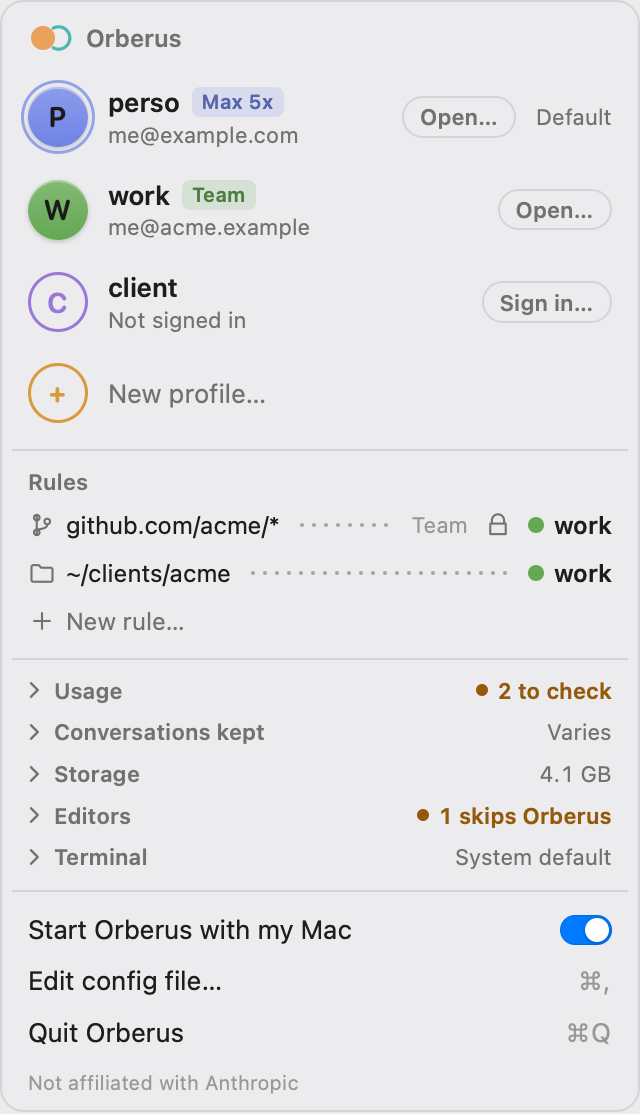 Orberus
P perso Max 5x Open... Default
me@example.com
W work Team Open...
me@acme.example
C client Sign in...
Not signed in
+ New profile...
Rules
github.com/acme/* Team work
~/clients/acme work
+ New rule...
Usage 2 to check
Conversations kept Varies
Storage 4.1 GB
Editors 1 skips Orberus
Terminal System default
Start Orberus with my Mac
Edit config file... ⌘,
Quit Orberus ⌘Q
Not affiliated with Anthropic